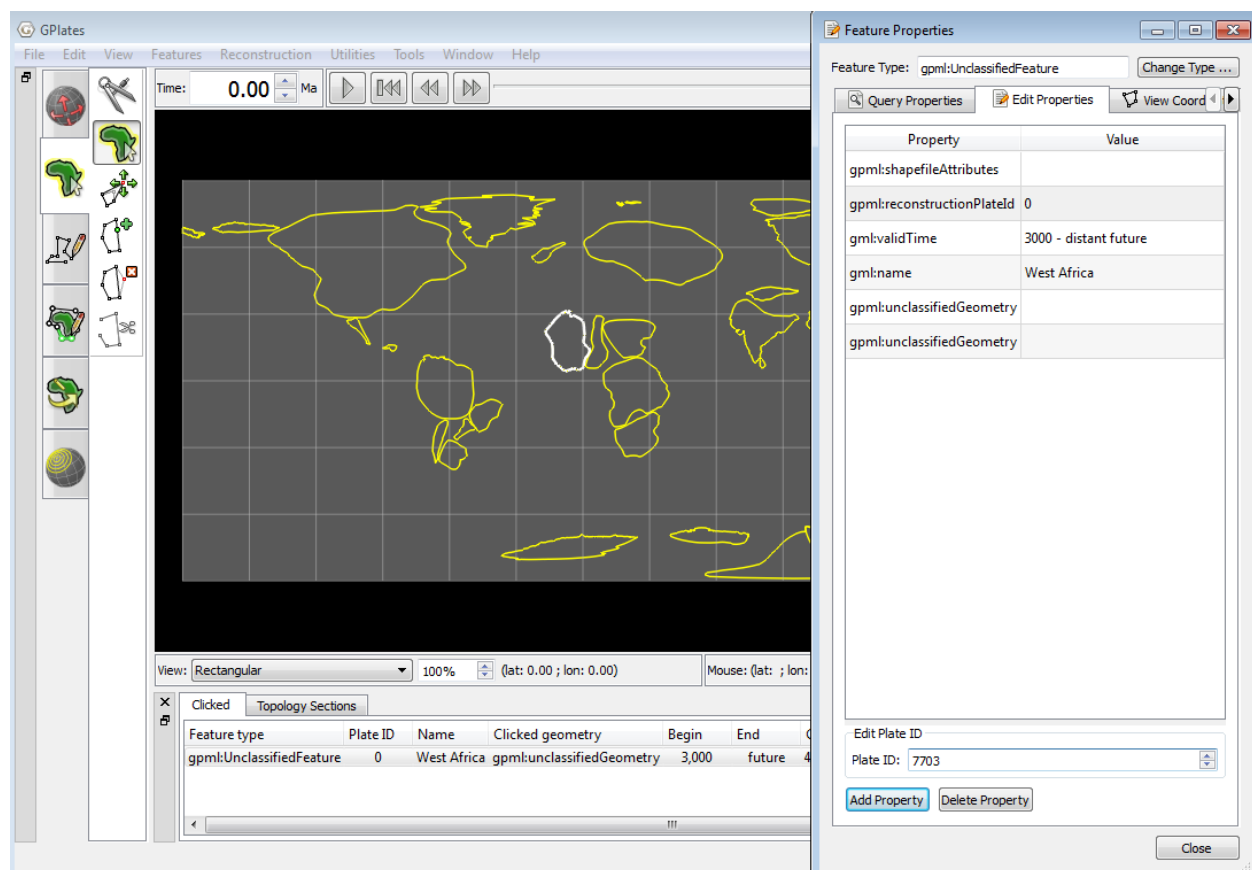 GPlates
File Edit View Features Reconstruction Utilities Tools Window Help
Time: 0.00 Ma
View: Rectangular 100% (lat: 0.00 ; lon: 0.00) Mouse: (lat: ; lon:
Clicked Topology Sections
Feature type Plate ID Name Clicked geometry Begin End
gpml:UnclassifiedFeature 0 West Africa gpml:unclassifiedGeometry 3,000 future 4
Feature Properties
Feature Type: gpml:UnclassifiedFeature Change Type ...
Query Properties Edit Properties View Coord
Property Value
gpml:shapefileAttributes
gpml:reconstructionPlateId 0
gml:validTime 3000 - distant future
gml:name West Africa
gpml:unclassifiedGeometry
gpml:unclassifiedGeometry
Edit Plate ID
Plate ID: 7703
Add Property Delete Property
Close